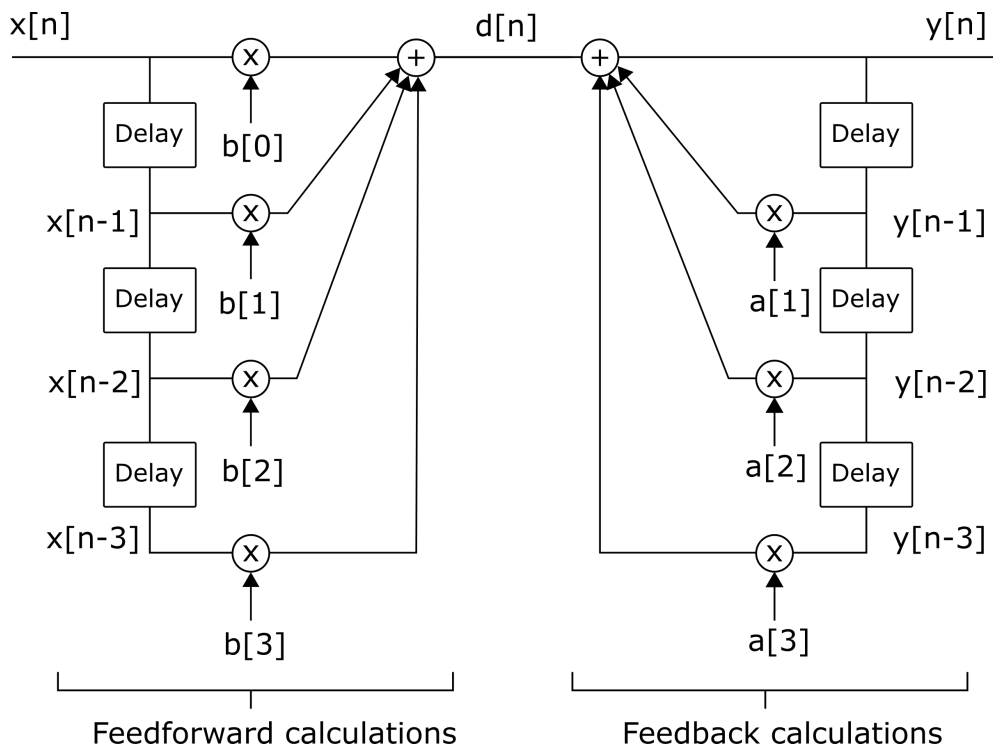 x[n]
d[n]
y[n]
x
+
+
Delay
b[0]
Delay
x[n-1]
x
x
y[n-1]
Delay
b[1]
a[1]
Delay
x[n-2]
x
x
y[n-2]
Delay
b[2]
a[2]
Delay
x[n-3]
x
x
y[n-3]
b[3]
a[3]
Feedforward calculations
Feedback calculations